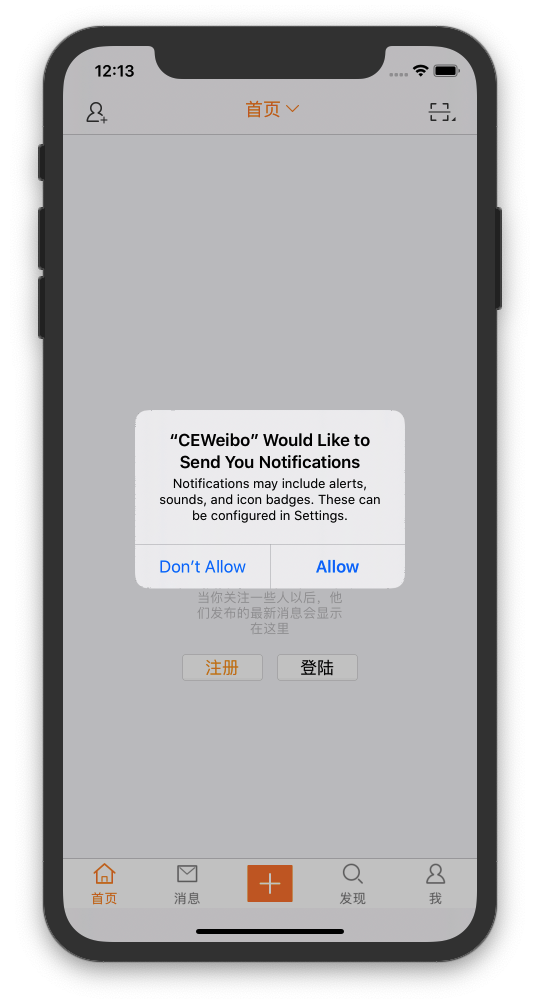 12:13
首页
“CEWeibo” Would Like to
Send You Notifications
Notifications may include alerts,
sounds, and icon badges. These can
be configured in Settings.
Don’t Allow
Allow
当你关注一些人以后，他
们发布的最新消息会显示
在这里
注册
登陆
首页
消息
发现
我